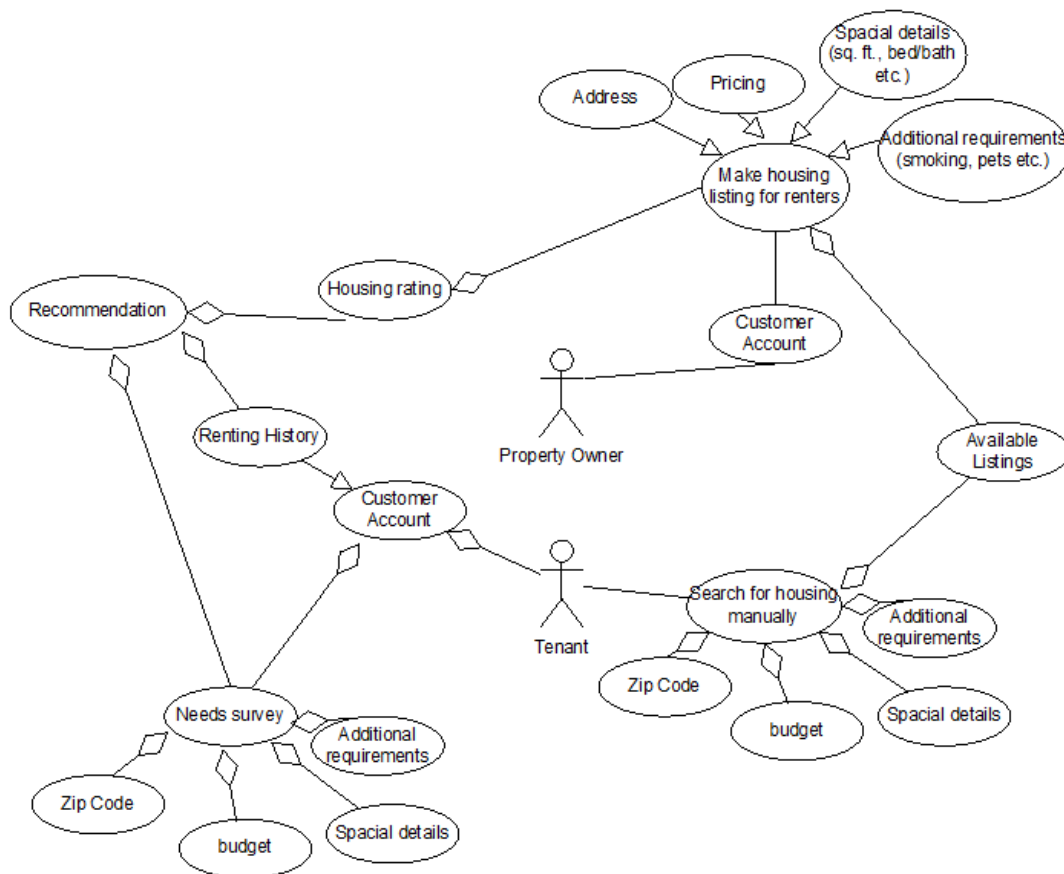 Spacial details
(sq. ft., bed/bath
etc.)
Pricing
Address
Additional requirements
(smoking, pets etc.)
Make housing
listing for renters
Housing rating
Recommendation
Customer
Account
Renting History
Property Owner
Available
Listings
Customer
Account
Search for housing
manually
Additional
requirements
Tenant
Zip Code
Spacial details
budget
Needs survey
Additional
requirements
Zip Code
Spacial details
budget